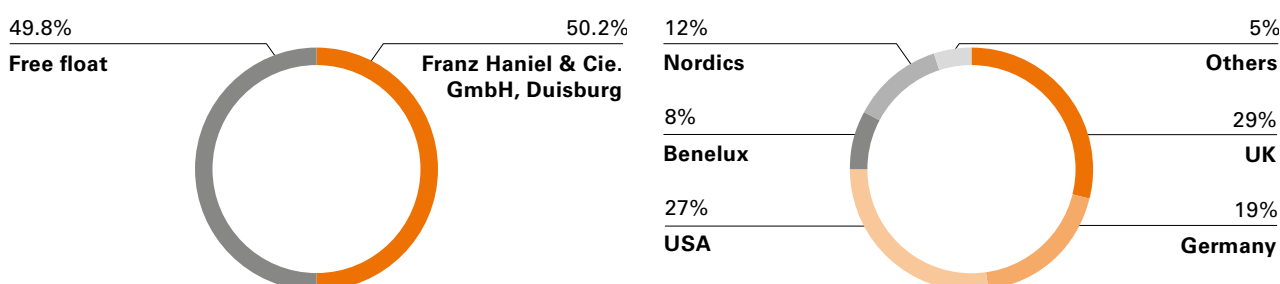 49.8%
Free float
50.2%
Franz Haniel & Cie.
GmbH, Duisburg
12%
Nordics
8%
Benelux
27%
USA
5%
Others
29%
UK
19%
Germany